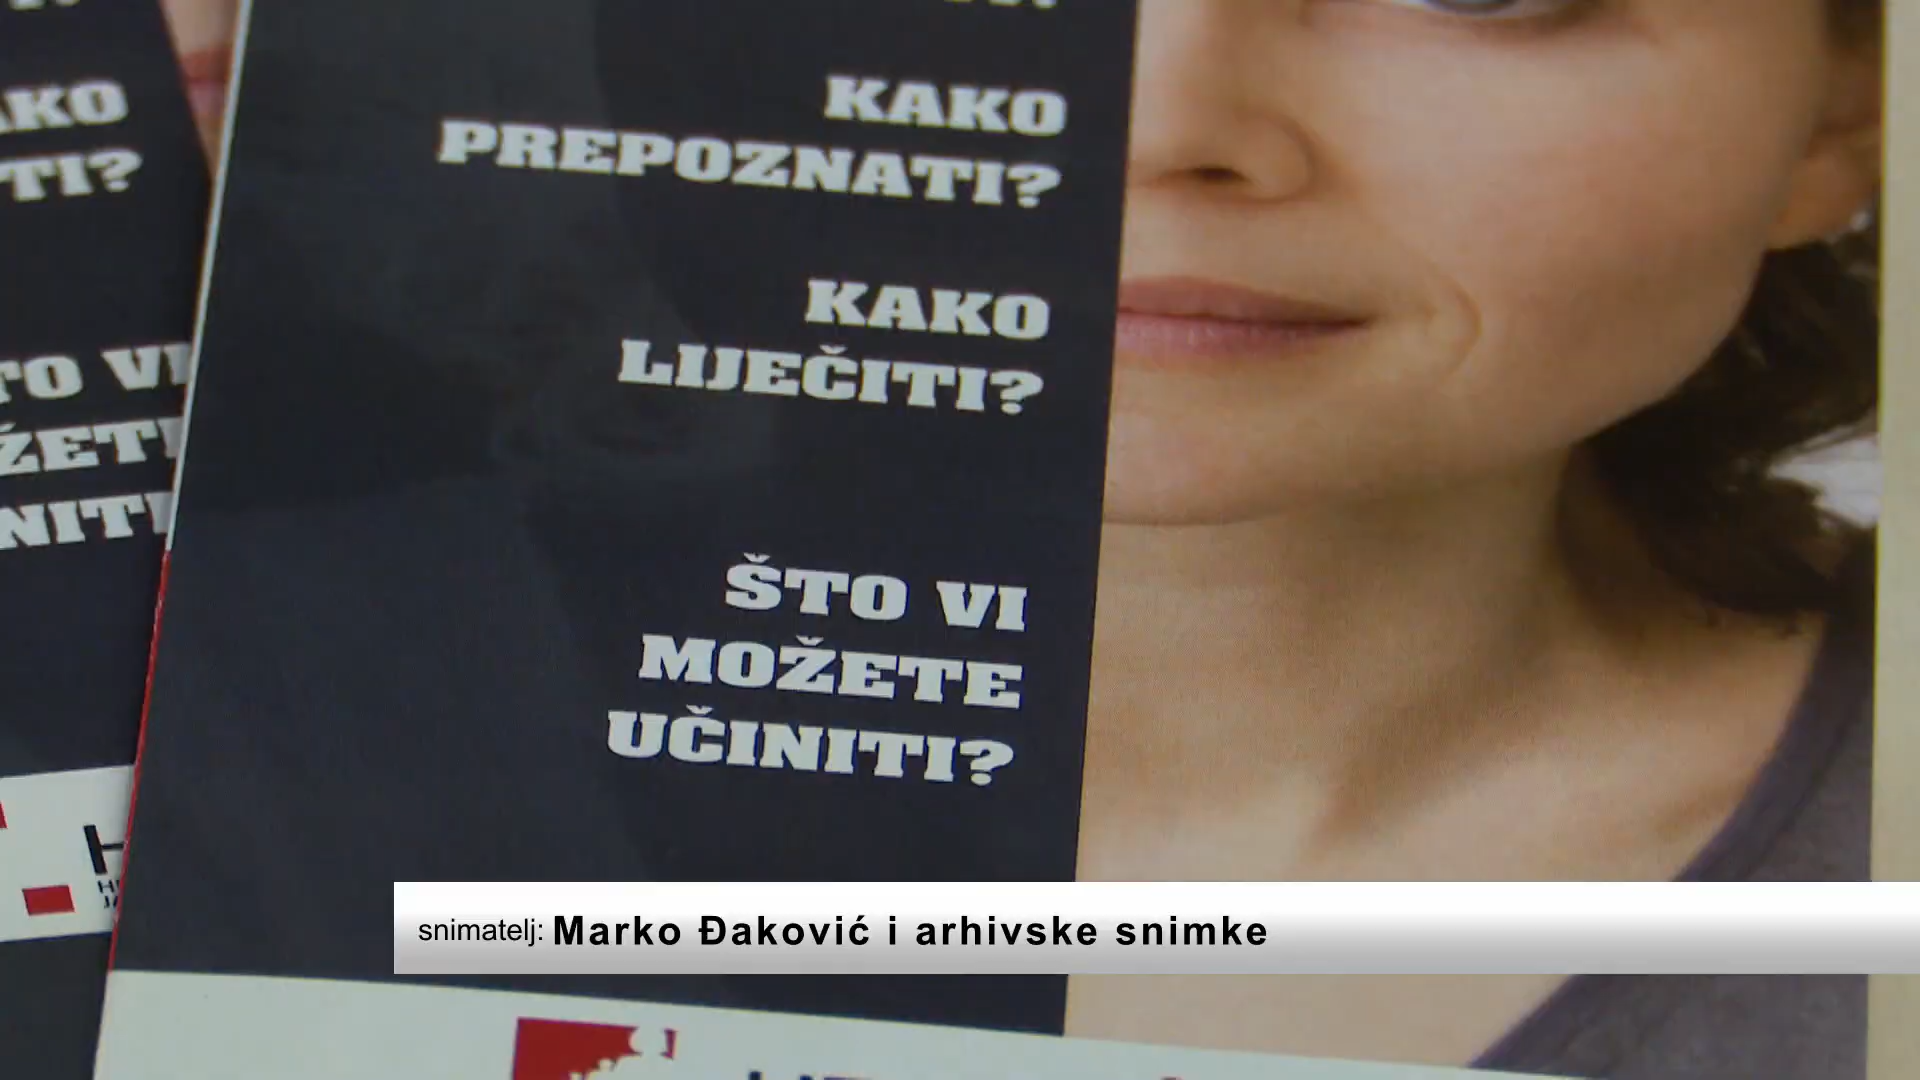 KAKO
PREPOZNATI?
KAKO
LIJEČITI?
ŠTO VI
MOŽETE
UČINITI?
snimatelj: Marko Đaković i arhivske snimke